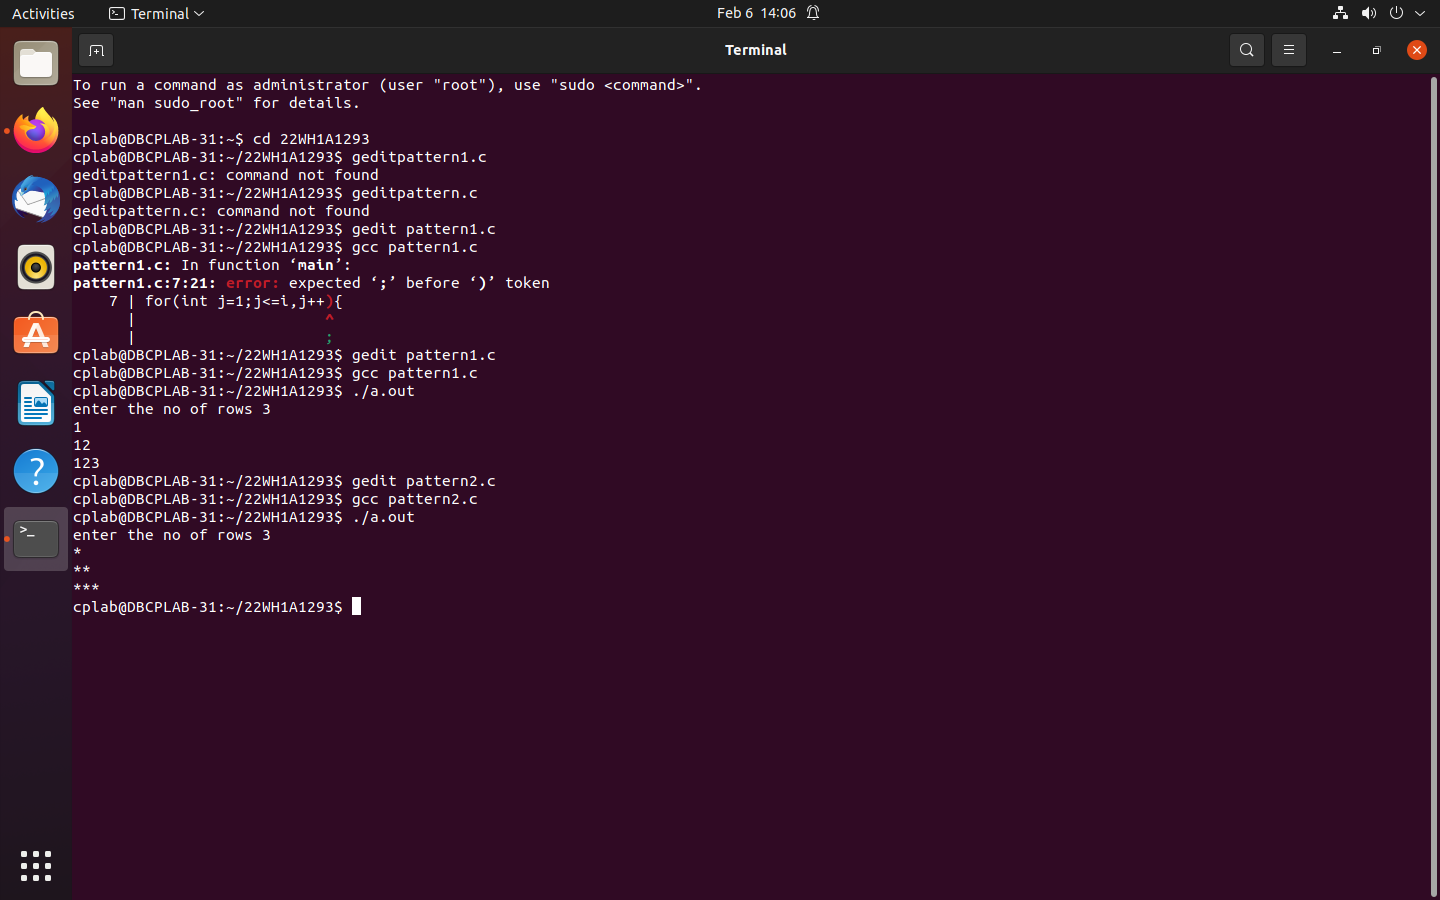 Activities
Terminal
Feb 6 14:06
Terminal
To run a command as administrator (user "root"), use "sudo <command>".
See "man sudo_root" for details.
cplab@DBCPLAB-31:~$ cd 22WH1A1293
cplab@DBCPLAB-31:~/22WH1A1293$ geditpattern1.c
geditpattern1.c: command not found
cplab@DBCPLAB-31:~/22WH1A1293$ geditpattern.c
geditpattern.c: command not found
cplab@DBCPLAB-31:~/22WH1A1293$ gedit pattern1.c
cplab@DBCPLAB-31:~/22WH1A1293$ gcc pattern1.c
pattern1.c: In function ‘main’:
pattern1.c:7:21: error: expected ‘;’ before ‘)’ token
    7 | for(int j=1;j<=i,j++){
      |                     ^
      |                     ;
cplab@DBCPLAB-31:~/22WH1A1293$ gedit pattern1.c
cplab@DBCPLAB-31:~/22WH1A1293$ gcc pattern1.c
cplab@DBCPLAB-31:~/22WH1A1293$ ./a.out
enter the no of rows 3
1
12
123
cplab@DBCPLAB-31:~/22WH1A1293$ gedit pattern2.c
cplab@DBCPLAB-31:~/22WH1A1293$ gcc pattern2.c
cplab@DBCPLAB-31:~/22WH1A1293$ ./a.out
enter the no of rows 3
*
**
***
cplab@DBCPLAB-31:~/22WH1A1293$